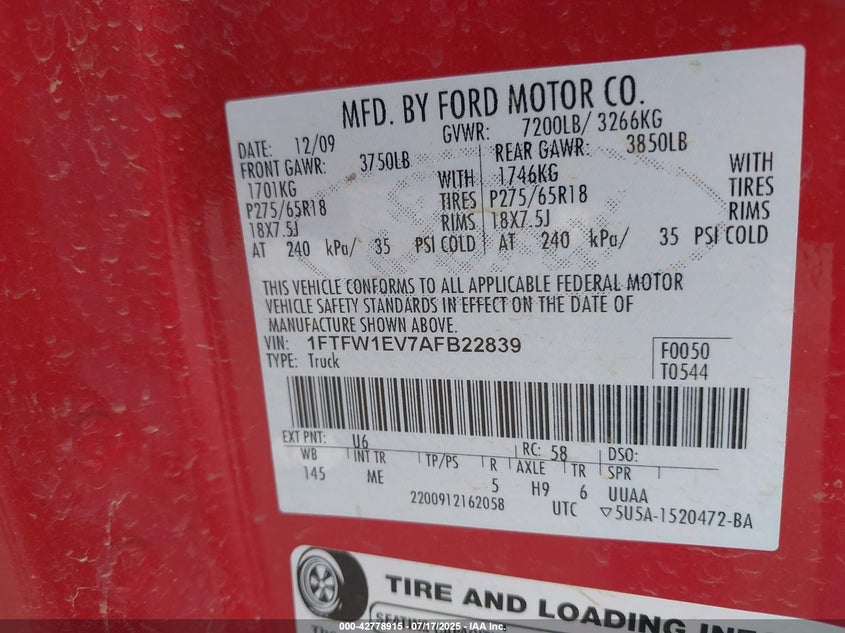 MFD. BY FORD MOTOR CO.
DATE: 12/09 GVWR: 7200LB/ 3266KG
FRONT GAWR: 3750LB REAR GAWR: 3850LB
1701KG WITH 1746KG WITH
P275/65R18 TIRES P275/65R18 TIRES
18X7.5J RIMS 18X7.5J RIMS
AT 240 kPa/ 35 PSI COLD AT 240 kPa/ 35 PSI COLD
THIS VEHICLE CONFORMS TO ALL APPLICABLE FEDERAL MOTOR
VEHICLE SAFETY STANDARDS IN EFFECT ON THE DATE OF
MANUFACTURE SHOWN ABOVE.
VIN: 1FTFW1EV7AFB22839
TYPE: Truck
F0050
T0544
EXT PNT: U6 RC: 58 DSO:
WB INT TR TP/PS R AXLE TR SPR
145 ME 5 H9 6 UUAA
2200912162058 UTC ▽5U5A-1520472-BA
TIRE AND LOADING
000-42778915 - 07/17/2025 - IAA Inc.